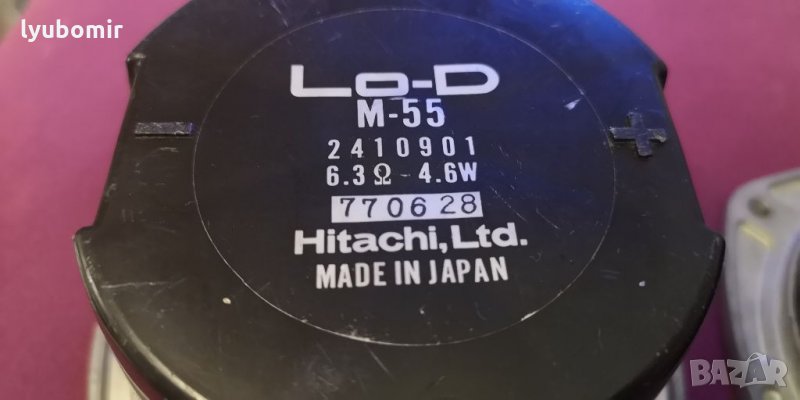 lyubomir
Lo-D
M-55
2410901
6.3Ω - 4.6W
770628
Hitachi, Ltd.
MADE IN JAPAN
− +
BAZAR